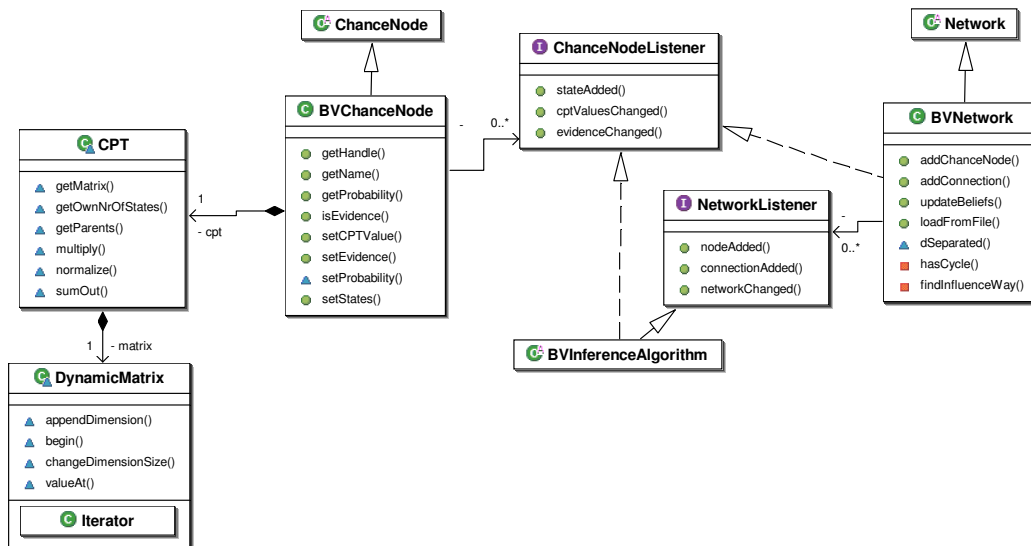 ChanceNode
BVChanceNode
getHandle()
getName()
getProbability()
isEvidence()
setCPTValue()
setEvidence()
setProbability()
setStates()
CPT
getMatrix()
getOwnNrOfStates()
getParents()
multiply()
normalize()
sumOut()
1
- cpt
1 - matrix
DynamicMatrix
appendDimension()
begin()
changeDimensionSize()
valueAt()
Iterator
- 0..*
ChanceNodeListener
stateAdded()
cptValuesChanged()
evidenceChanged()
NetworkListener
nodeAdded()
connectionAdded()
networkChanged()
BVInferenceAlgorithm
-
0..*
Network
BVNetwork
addChanceNode()
addConnection()
updateBeliefs()
loadFromFile()
dSeparated()
hasCycle()
findInfluenceWay()